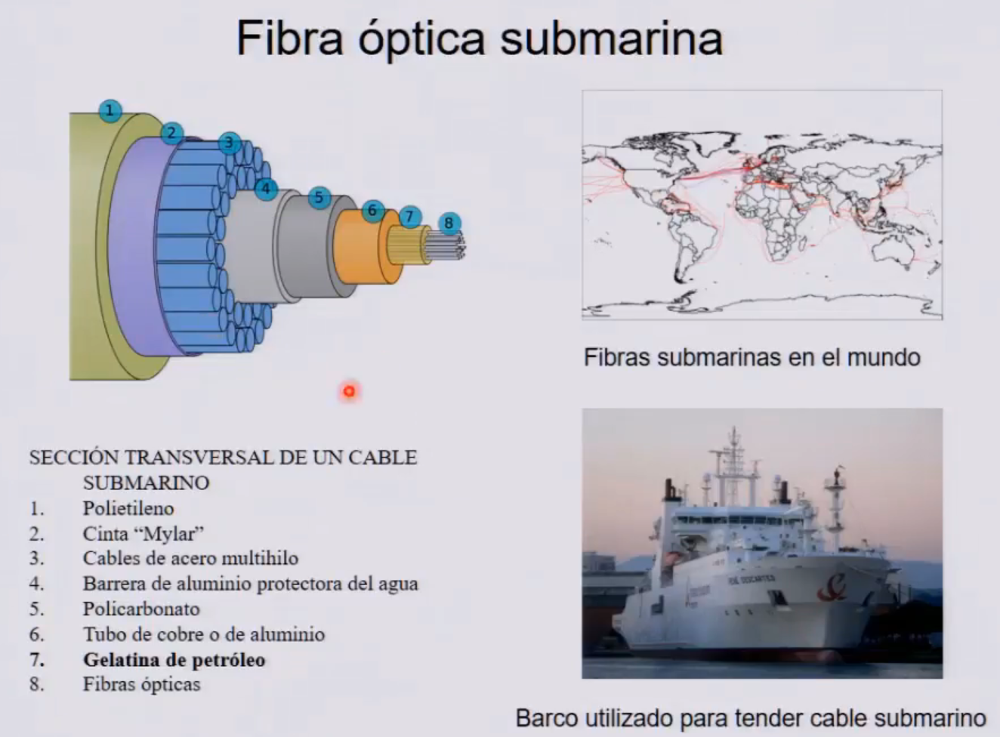 Fibra óptica submarina
1
2
3
4
5
6
7
8
SECCIÓN TRANSVERSAL DE UN CABLE
SUBMARINO
1. Polietileno
2. Cinta “Mylar”
3. Cables de acero multihilo
4. Barrera de aluminio protectora del agua
5. Policarbonato
6. Tubo de cobre o de aluminio
7. Gelatina de petróleo
8. Fibras ópticas
Fibras submarinas en el mundo
RENÉ DESCARTES
Barco utilizado para tender cable submarino